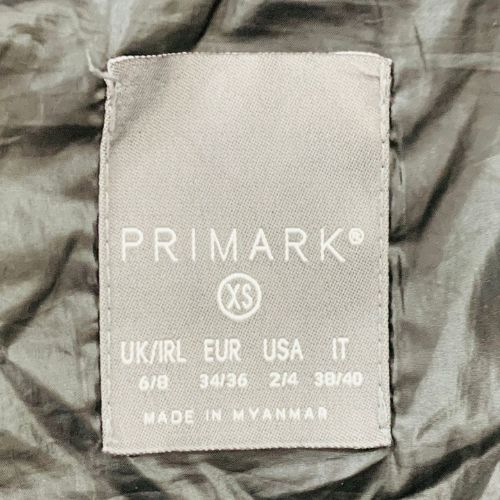 PRIMARK®
XS
UK/IRL EUR USA IT
6/8 34/36 2/4 38/40
MADE IN MYANMAR